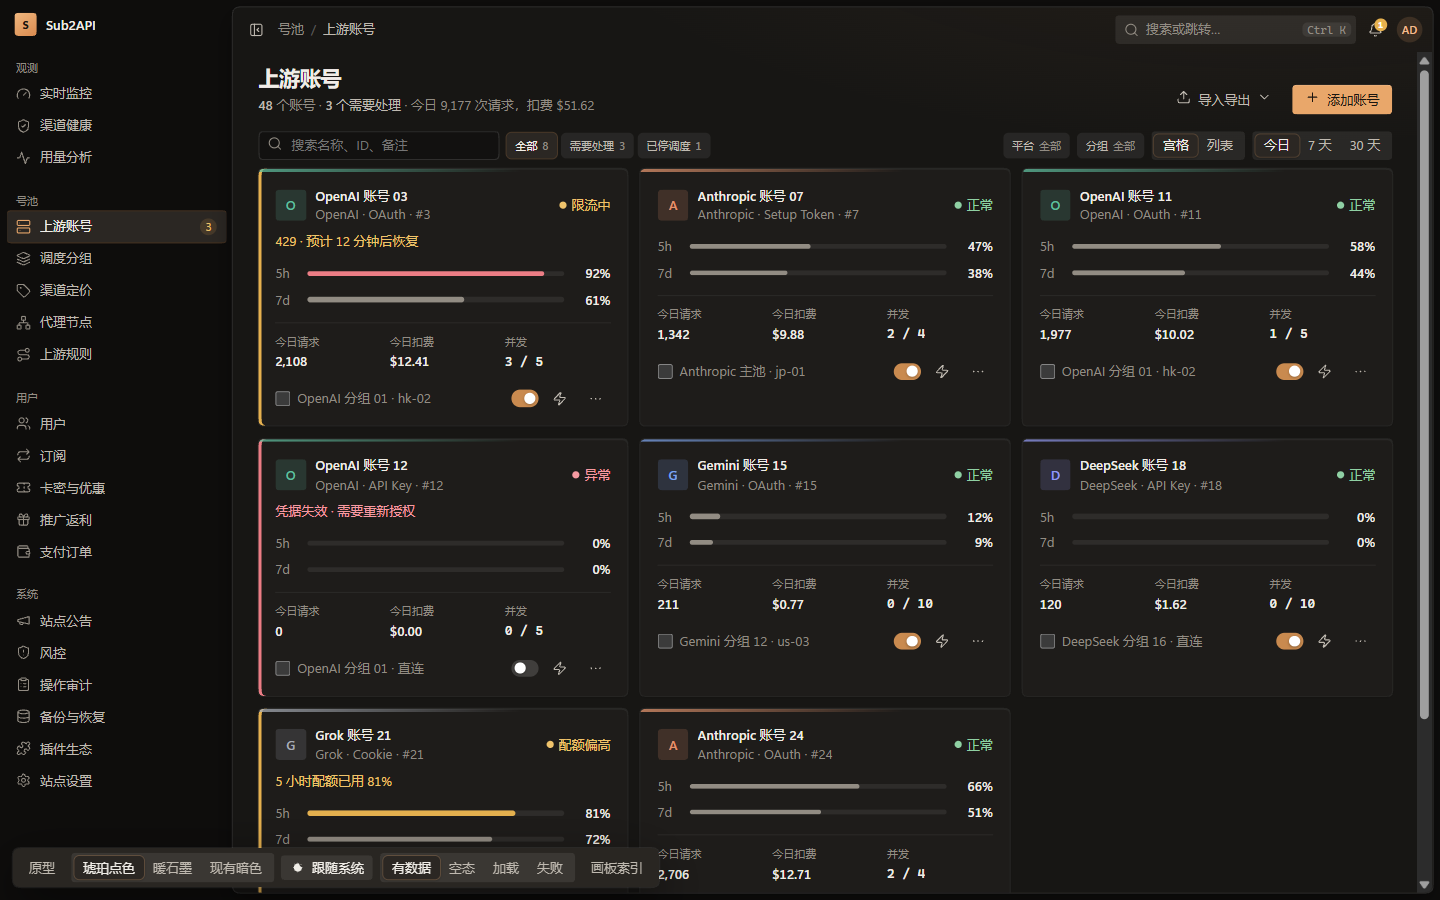 S Sub2API
观测
实时监控
渠道健康
用量分析
号池
上游账号 3
调度分组
渠道定价
代理节点
上游规则
用户
用户
订阅
卡密与优惠
推广返利
支付订单
系统
站点公告
风控
操作审计
备份与恢复
插件生态
站点设置
号池 / 上游账号
搜索或跳转... Ctrl K
1
AD
上游账号
48 个账号 · 3 个需要处理 · 今日 9,177 次请求，扣费 $51.62
导入导出
+ 添加账号
搜索名称、ID、备注
全部 8 需要处理 3 已停调度 1
平台 全部 分组 全部 宫格 列表 今日 7 天 30 天
O OpenAI 账号 03
OpenAI · OAuth · #3
限流中
429 · 预计 12 分钟后恢复
5h 92%
7d 61%
今日请求 今日扣费 并发
2,108 $12.41 3 / 5
OpenAI 分组 01 · hk-02 ···
A Anthropic 账号 07
Anthropic · Setup Token · #7
正常
5h 47%
7d 38%
今日请求 今日扣费 并发
1,342 $9.88 2 / 4
Anthropic 主池 · jp-01 ···
O OpenAI 账号 11
OpenAI · OAuth · #11
正常
5h 58%
7d 44%
今日请求 今日扣费 并发
1,977 $10.02 1 / 5
OpenAI 分组 01 · hk-02 ···
O OpenAI 账号 12
OpenAI · API Key · #12
异常
凭据失效 · 需要重新授权
5h 0%
7d 0%
今日请求 今日扣费 并发
0 $0.00 0 / 5
OpenAI 分组 01 · 直连 ···
G Gemini 账号 15
Gemini · OAuth · #15
正常
5h 12%
7d 9%
今日请求 今日扣费 并发
211 $0.77 0 / 10
Gemini 分组 12 · us-03 ···
D DeepSeek 账号 18
DeepSeek · API Key · #18
正常
5h 0%
7d 0%
今日请求 今日扣费 并发
120 $1.62 0 / 10
DeepSeek 分组 16 · 直连 ···
G Grok 账号 21
Grok · Cookie · #21
配额偏高
5 小时配额已用 81%
5h 81%
7d 72%
A Anthropic 账号 24
Anthropic · OAuth · #24
正常
5h 66%
7d 51%
今日请求 今日扣费 并发
2,706 $12.71 2 / 4
原型 琥珀点色 暖石墨 现有暗色 跟随系统 有数据 空态 加载 失败 画板索引